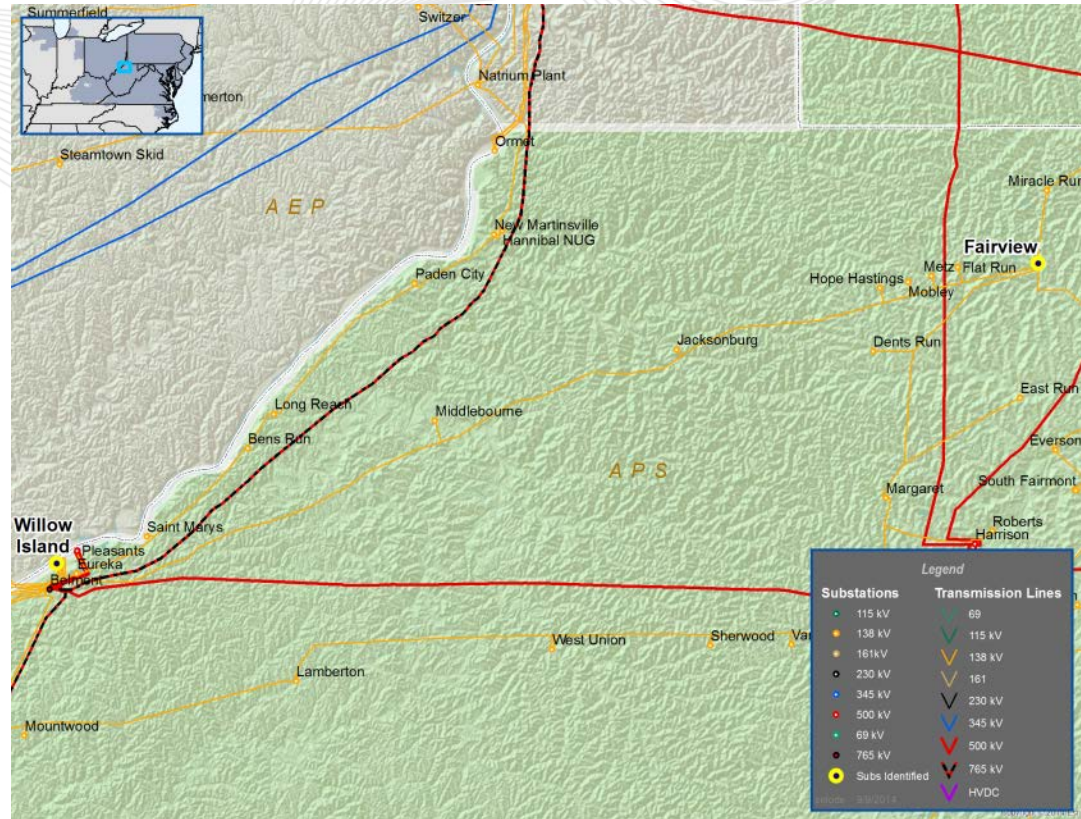 Summerfield
merton
Switzer
Natrium Plant
Steamtown Skid
Ormet
AEP
Miracle Run
New Martinsville
Hannibal NUG
Fairview
Paden City
Hope Hastings
Metz
Flat Run
Mobley
Jacksonburg
Dents Run
Long Reach
Middlebourne
East Run
Bens Run
Everson
APS
Margaret
South Fairmont
Willow
Island
Saint Marys
Roberts
Harrison
Pleasants
Eureka
Belmont
West Union
Sherwood
Van
Lamberton
Mountwood
Legend
Substations
115 kV
138 kV
161kV
230 kV
345 kV
500 kV
69 kV
765 kV
Subs Identified
Transmission Lines
69
115 kV
138 kV
161
230 kV
345 kV
500 kV
765 kV
HVDC
9/9/2014